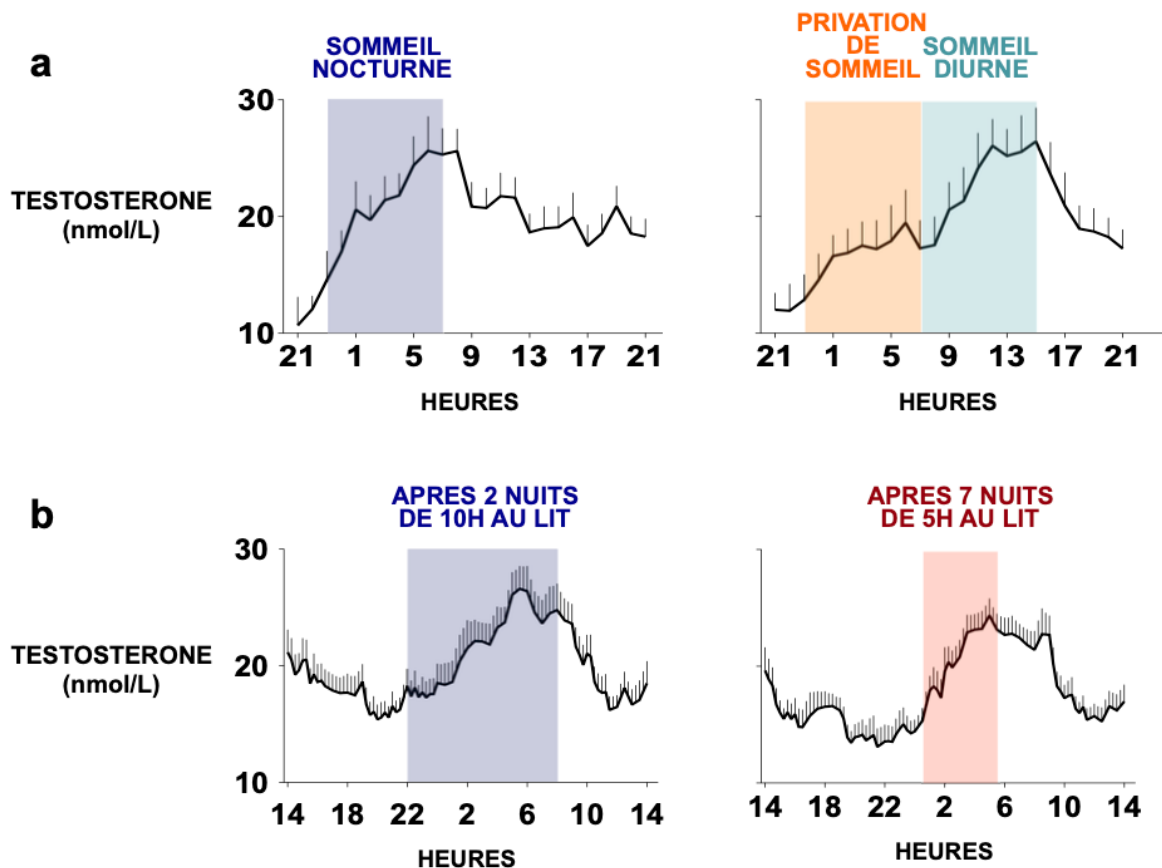 a
SOMMEIL
NOCTURNE
PRIVATION
DE
SOMMEIL
SOMMEIL
DIURNE
TESTOSTERONE
(nmol/L)
30
20
10
21 1 5 9 13 17 21
HEURES
21 1 5 9 13 17 21
HEURES
b
APRES 2 NUITS
DE 10H AU LIT
APRES 7 NUITS
DE 5H AU LIT
TESTOSTERONE
(nmol/L)
30
20
10
14 18 22 2 6 10 14
HEURES
14 18 22 2 6 10 14
HEURES